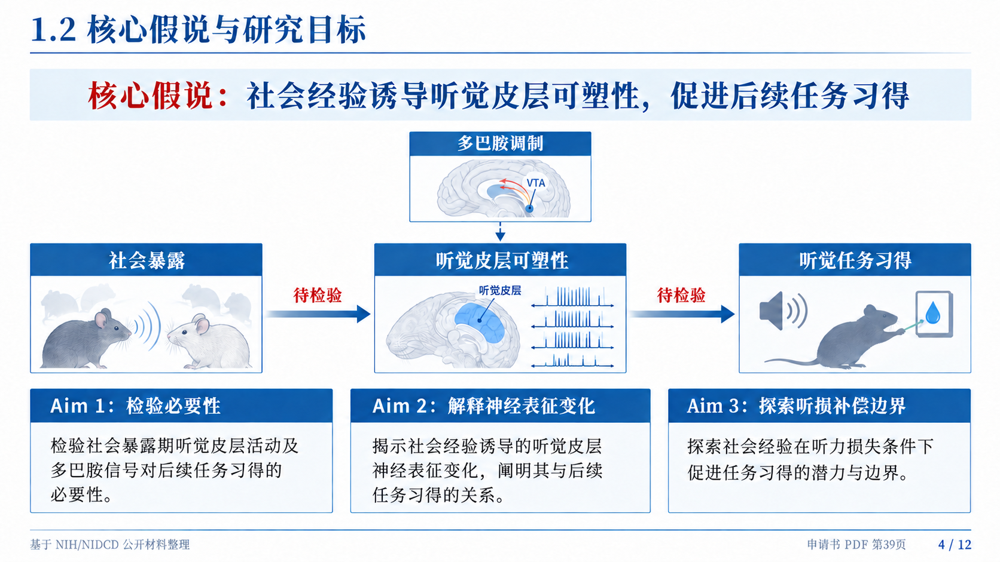 1.2 核心假说与研究目标
核心假说：社会经验诱导听觉皮层可塑性，促进后续任务习得
多巴胺调制
VTA
社会暴露
待检验
听觉皮层可塑性
听觉皮层
待检验
听觉任务习得
Aim 1：检验必要性
检验社会暴露期听觉皮层活动及
多巴胺信号对后续任务习得的
必要性。
Aim 2：解释神经表征变化
揭示社会经验诱导的听觉皮层
神经表征变化，阐明其与后续
任务习得的关系。
Aim 3：探索听损补偿边界
探索社会经验在听力损失条件下
促进任务习得的潜力与边界。
基于 NIH/NIDCD 公开材料整理
申请书 PDF 第39页
4 / 12